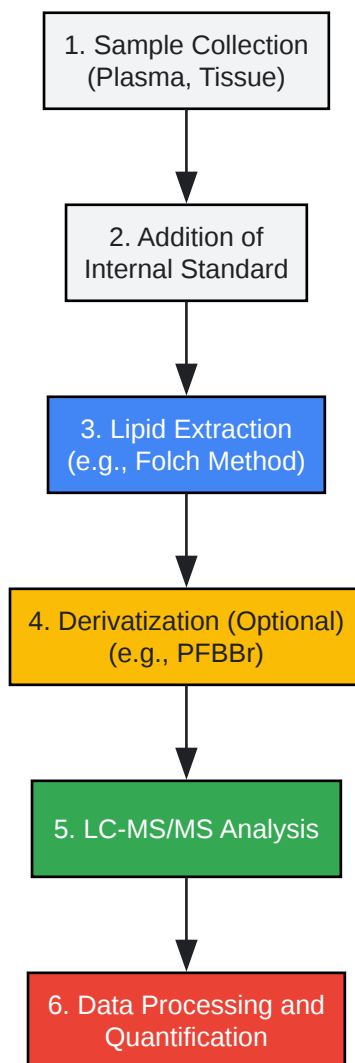 1. Sample Collection
(Plasma, Tissue)
2. Addition of
Internal Standard
3. Lipid Extraction
(e.g., Folch Method)
4. Derivatization (Optional)
(e.g., PFBBr)
5. LC-MS/MS Analysis
6. Data Processing and
Quantification